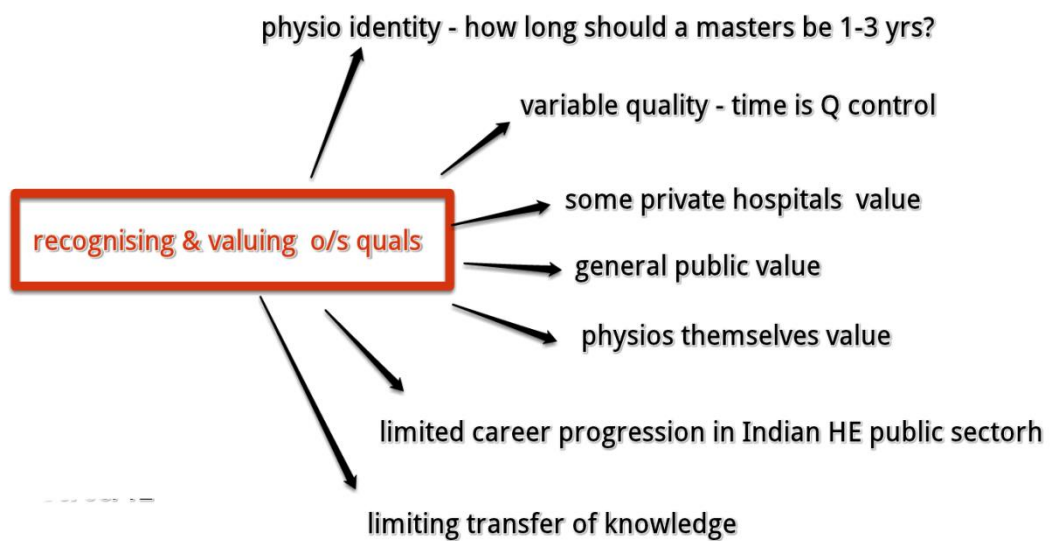 physio identity - how long should a masters be 1-3 yrs?
variable quality - time is Q control
some private hospitals value
recognising & valuing o/s quals
general public value
physios themselves value
limited career progression in Indian HE public sectorh
limiting transfer of knowledge